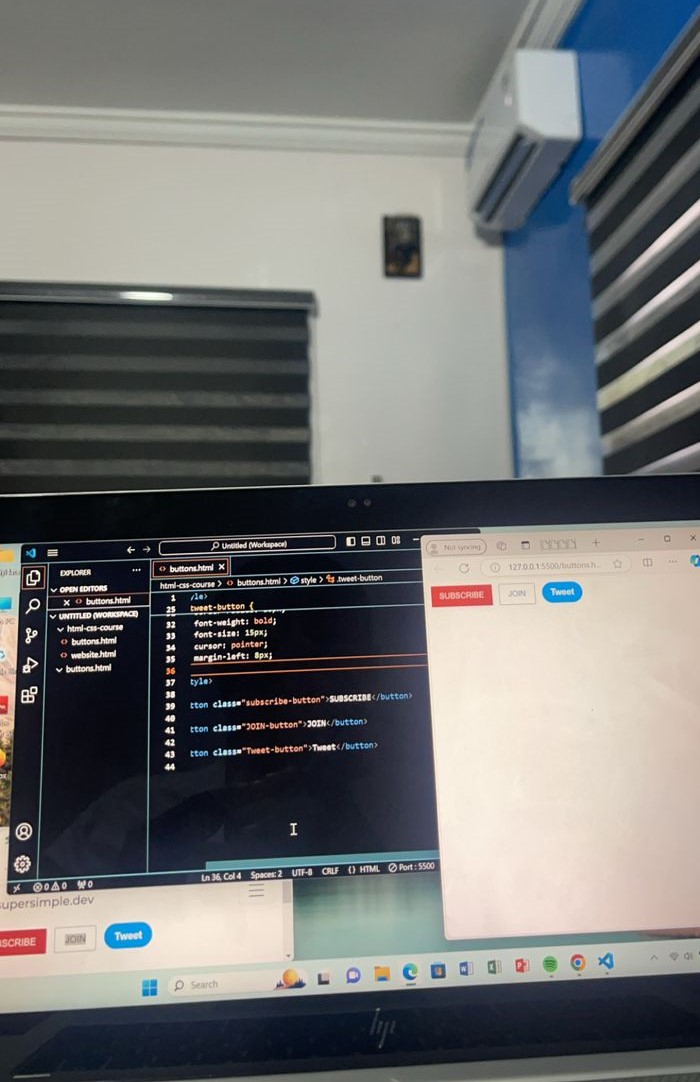 Untitled (Workspace)
EXPLORER
OPEN EDITORS
buttons.html
UNTITLED (WORKSPACE)
html-css-course
buttons.html
website.html
buttons.html
buttons.html
html-css-course > buttons.html > style > .tweet-button
1 /le>
25 tweet-button {
32 font-weight: bold;
33 font-size: 15px;
34 cursor: pointer;
35 margin-left: 8px;
36
37 tyle>
38
39 tton class="subscribe-button">SUBSCRIBE</button>
40
41 tton class="JOIN-button">JOIN</button>
42
43 tton class="Tweet-button">Tweet</button>
44
0 0 0
Ln 36, Col 4 Spaces: 2 UTF-8 CRLF {} HTML Port : 5500
Not syncing
127.0.0.1:5500/buttons.h...
SUBSCRIBE JOIN Tweet
supersimple.dev
SCRIBE JOIN Tweet
Search
hp